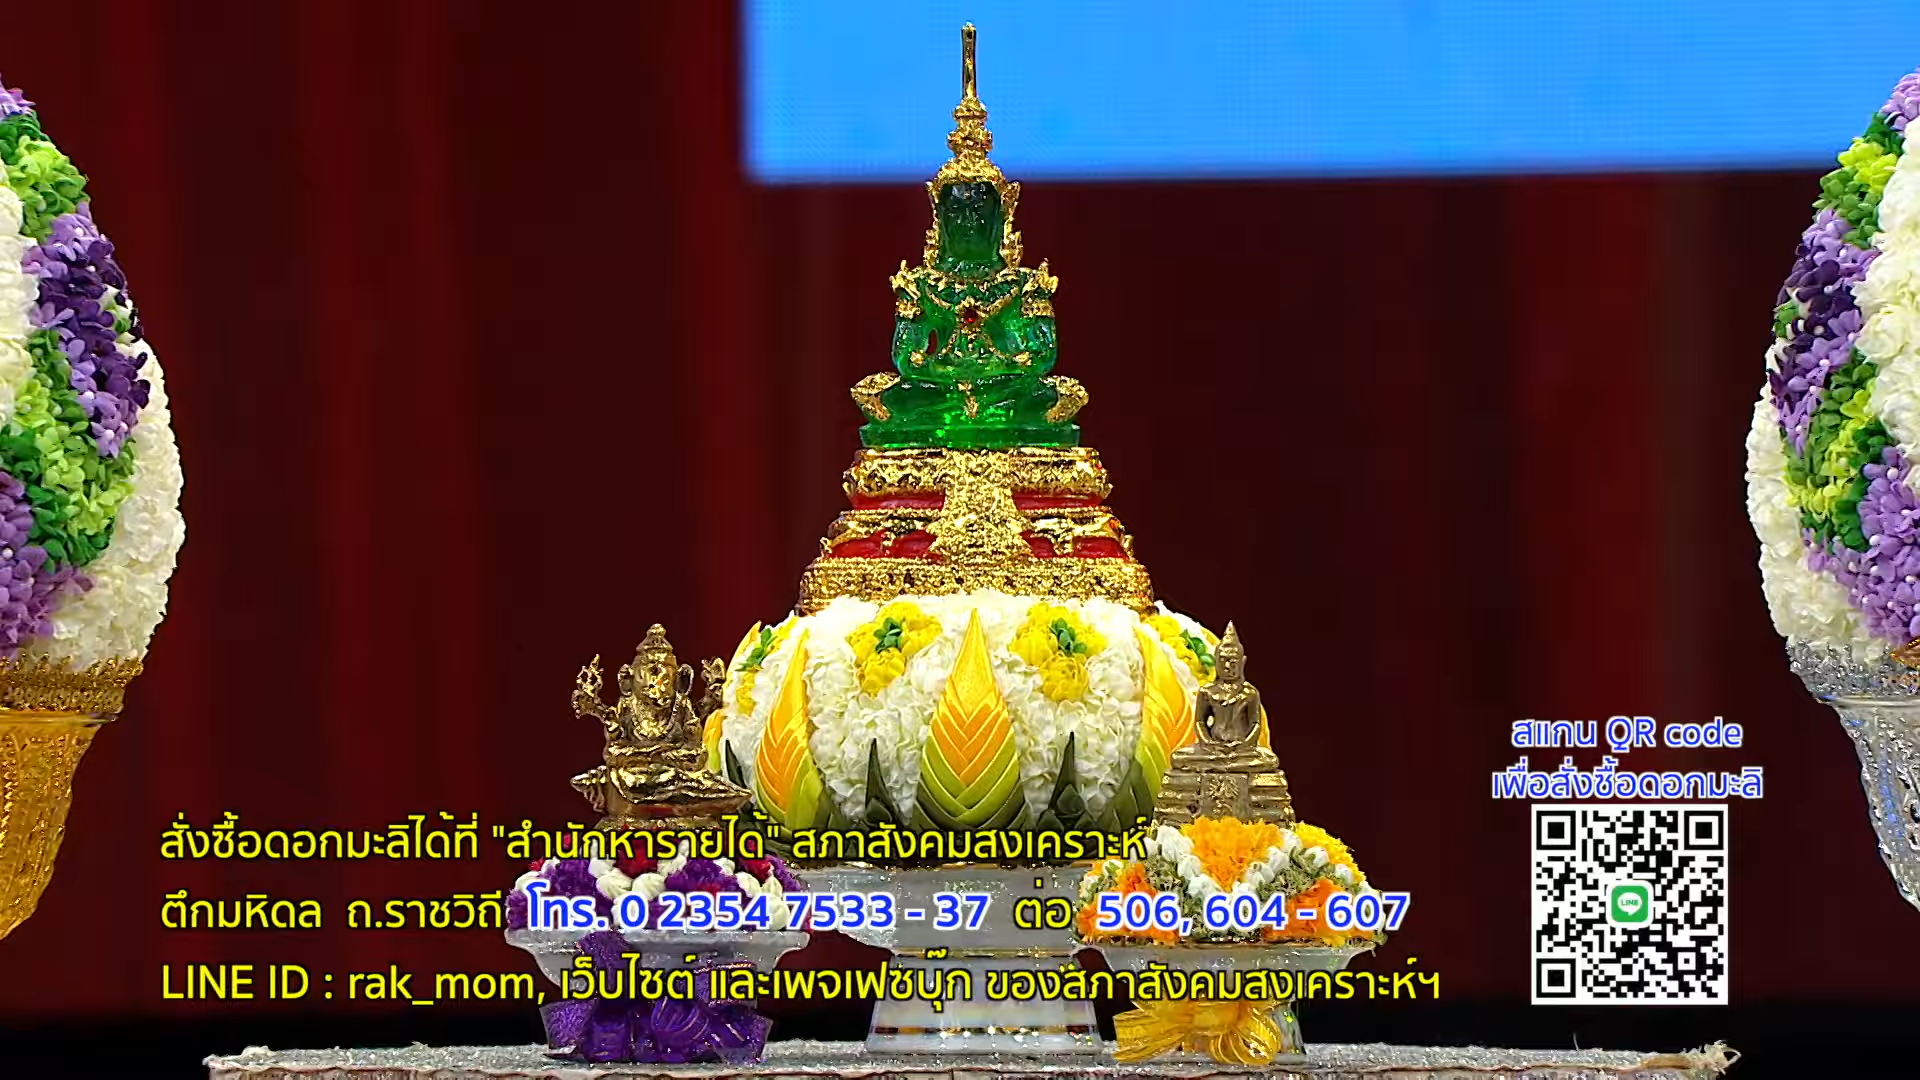 สแกน QR code
เพื่อสั่งซื้อดอกมะลิ
LINE
สั่งซื้อดอกมะลิได้ที่ "สำนักหารายได้" สภาสังคมสงเคราะห์
ตึกมหิดล ถ.ราชวิถี โทร. 0 2354 7533 - 37 ต่อ 506, 604 - 607
LINE ID : rak_mom, เว็บไซต์ และเพจเฟซบุ๊ก ของสภาสังคมสงเคราะห์ฯ